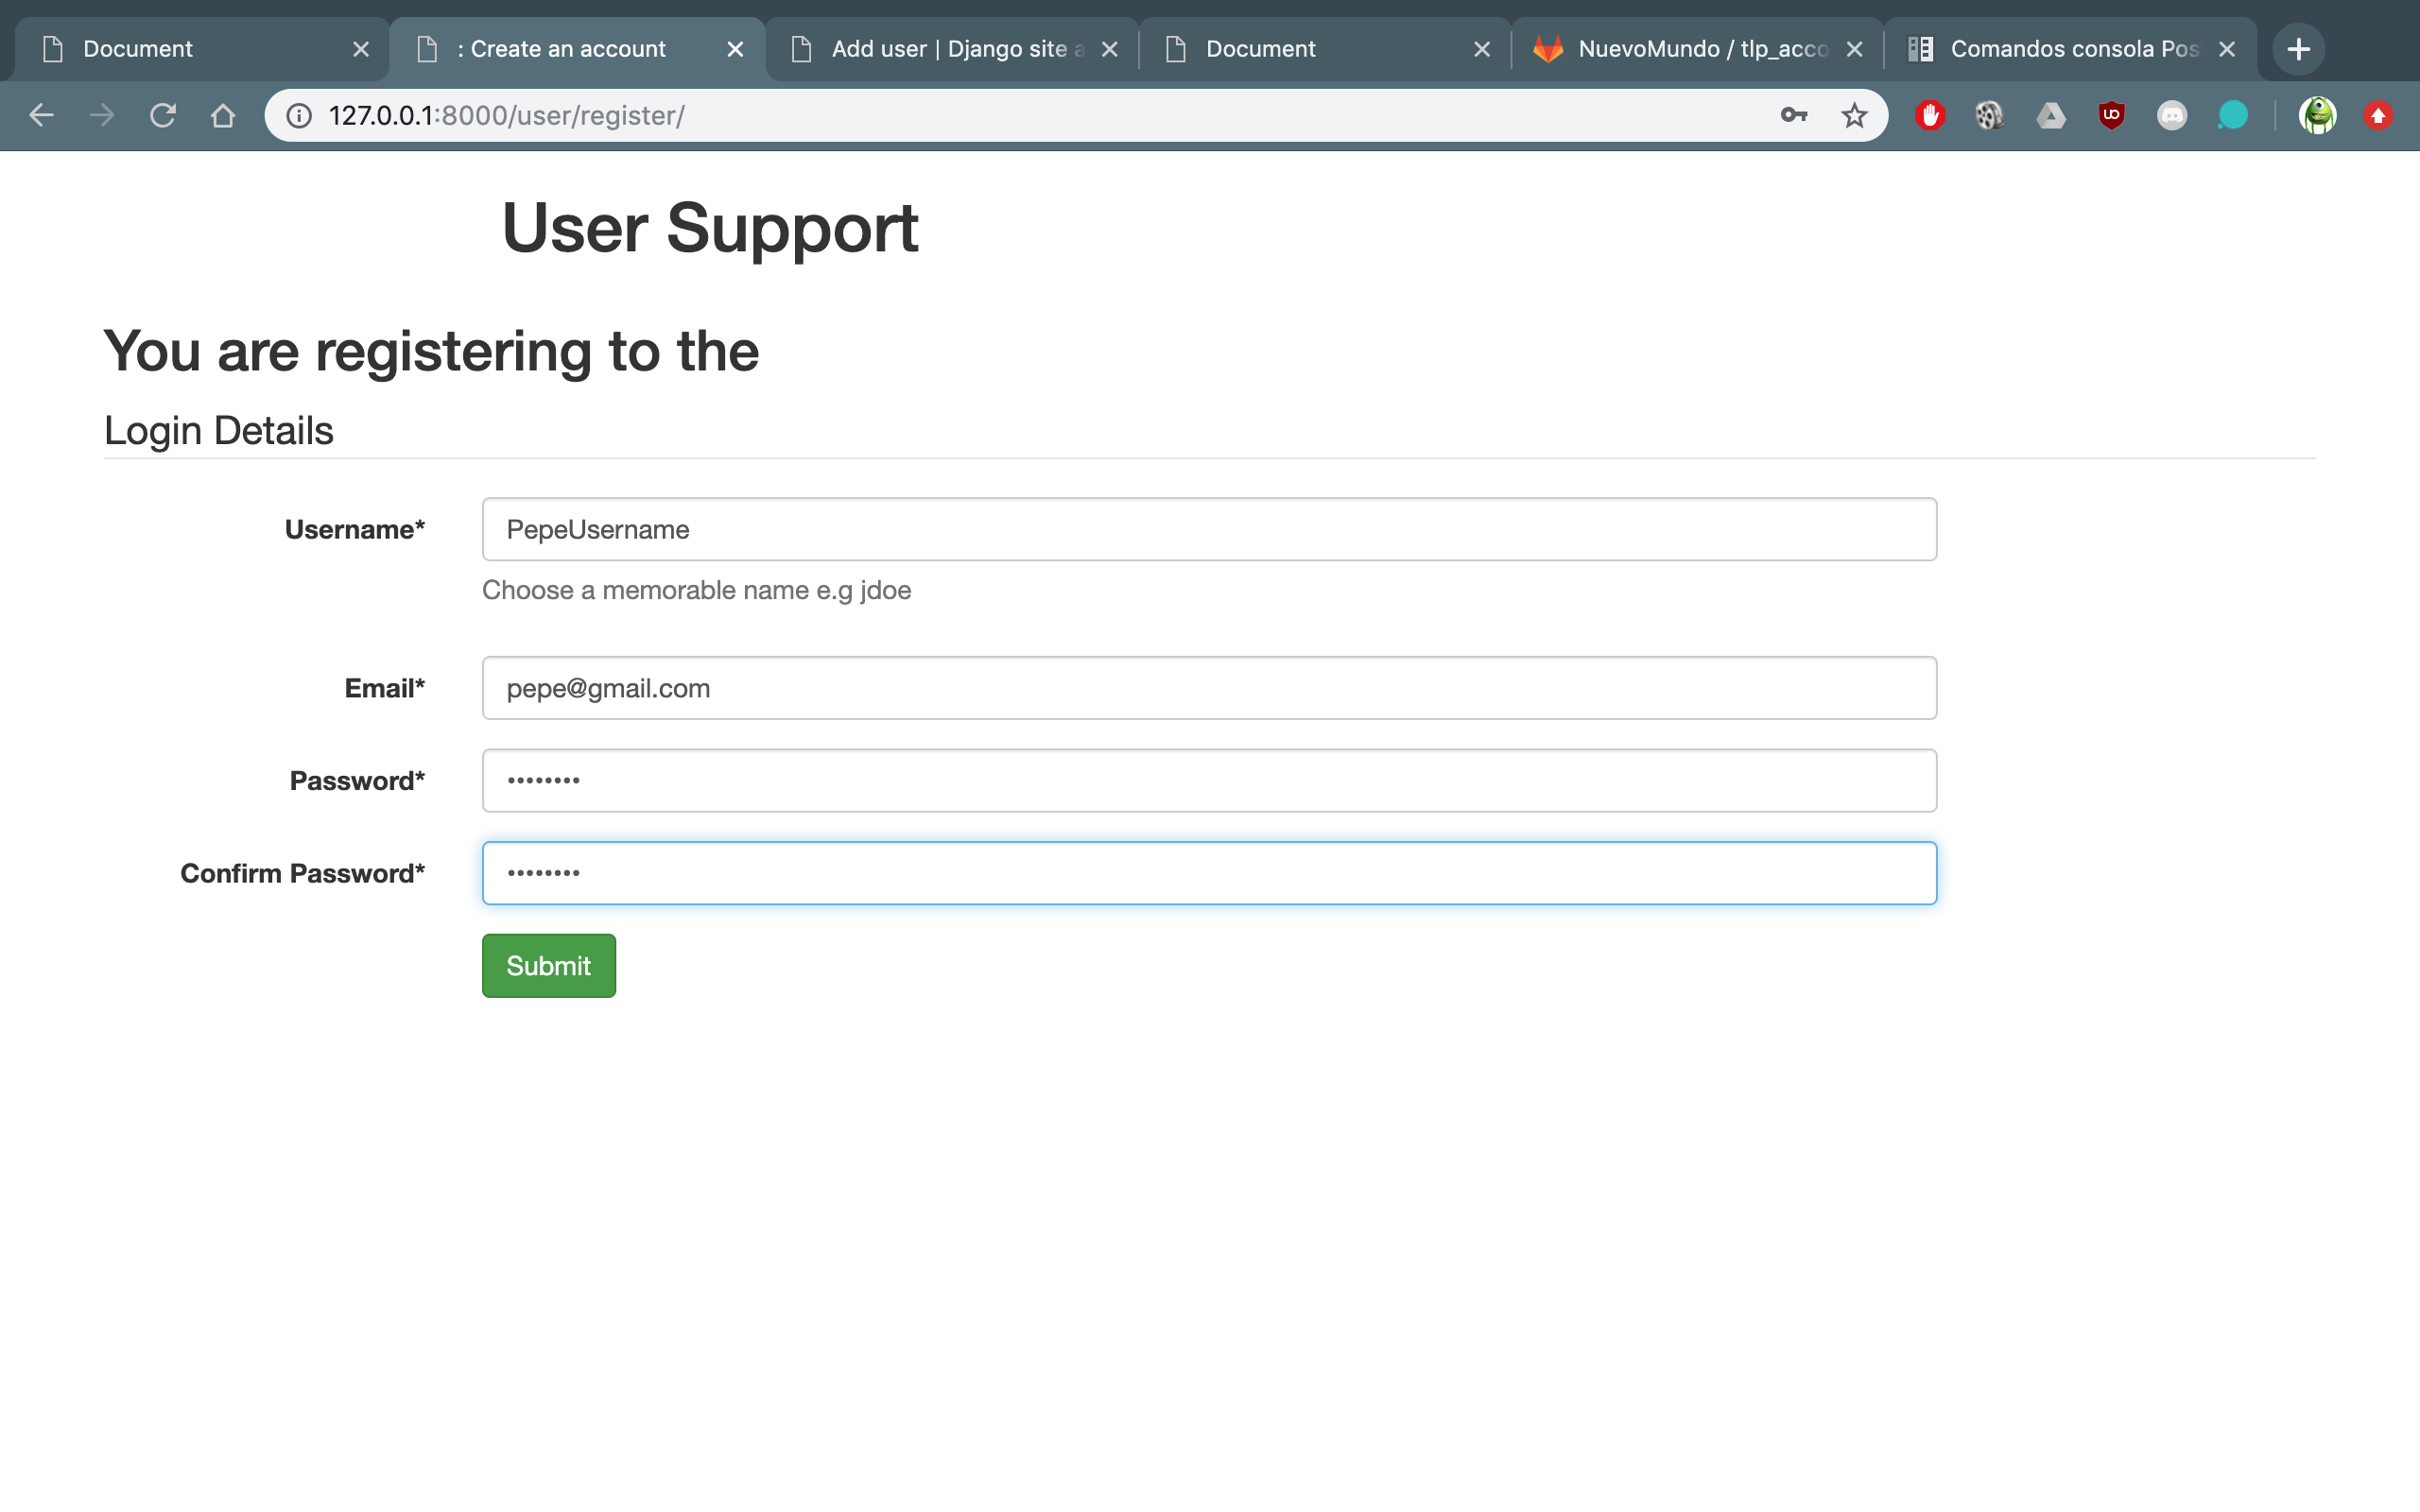 Document
: Create an account
Add user | Django site a
Document
NuevoMundo / tlp_acco
Comandos consola Pos
127.0.0.1:8000/user/register/
User Support
You are registering to the
Login Details
Username*
PepeUsername
Choose a memorable name e.g jdoe
Email*
pepe@gmail.com
Password*
••••••••
Confirm Password*
••••••••
Submit